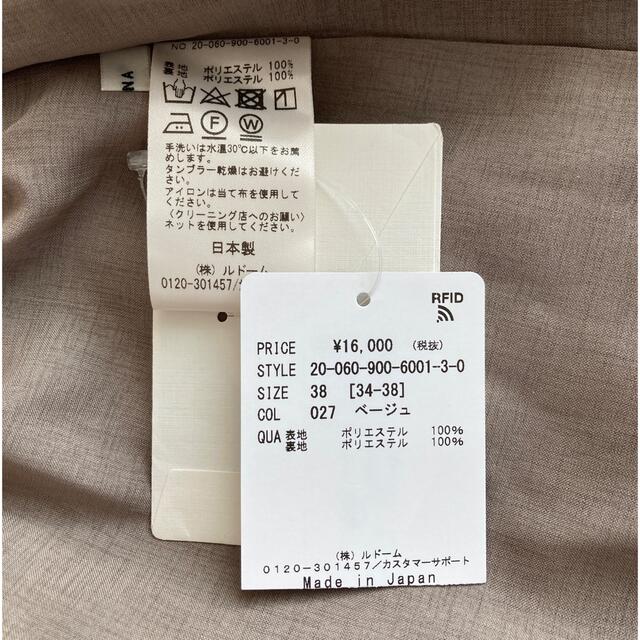 NO 20-060-900-6001-3-0
NA
表地 ポリエステル 100%
裏地 ポリエステル 100%
F W
手洗いは水温30℃以下をお薦
めします。
タンブラー乾燥はお避けくださ
い。
アイロンは当て布を使用して
ください。
〈クリーニング店へのお願い〉
ネットを使用してください。
日本製
(株) ルドーム
0120-301457/
RFID
PRICE ¥16,000 (税抜)
STYLE 20-060-900-6001-3-0
SIZE 38 [34-38]
COL 027 ベージュ
QUA 表地 ポリエステル 100%
裏地 ポリエステル 100%
(株) ルドーム
0120-301457/カスタマーサポート
Made in Japan